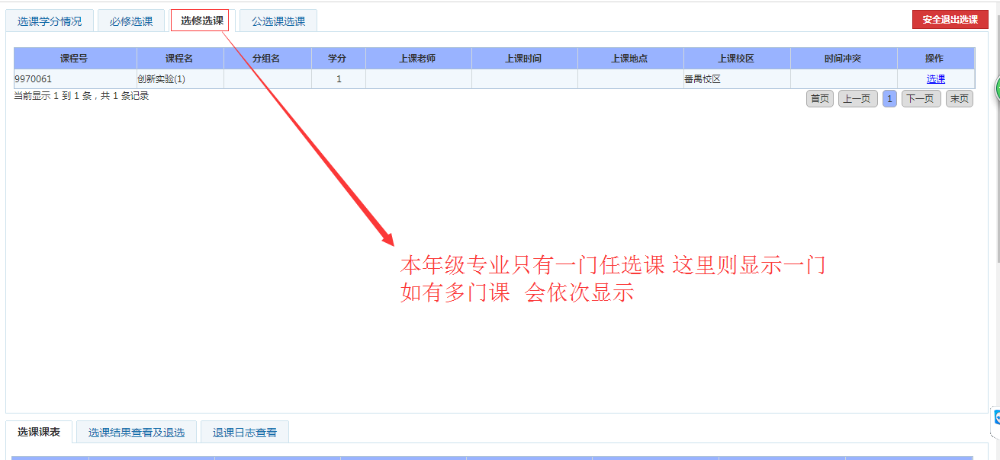 选课学分情况 必修选课 选修选课 公选课选课 安全退出选课
课程号 课程名 分组名 学分 上课老师 上课时间 上课地点 上课校区 时间冲突 操作
9970061 创新实验(1) 1 番禺校区 选课
当前显示 1 到 1 条，共 1 条记录 首页 上一页 1 下一页 末页
本年级专业只有一门任选课 这里则显示一门
如有多门课 会依次显示
选课课表 选课结果查看及退选 退课日志查看